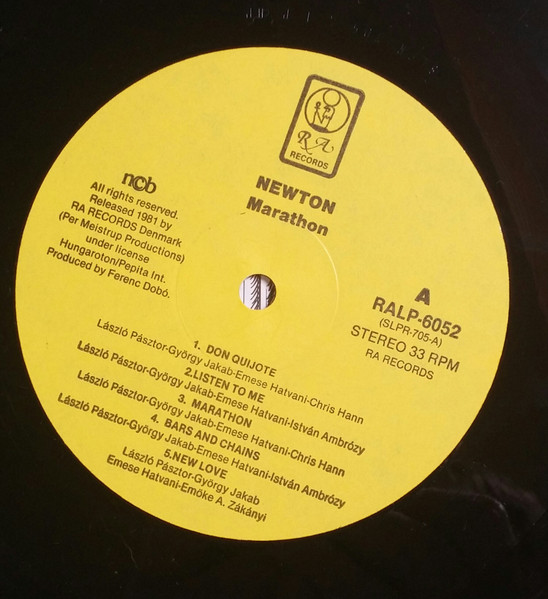 RA
RECORDS
NEWTON
Marathon
ncb
All rights reserved.
Released 1981 by
RA RECORDS Denmark
(Per Meistrup Productions)
under license
Hungaroton/Pepita Int.
Produced by Ferenc Dobó.
A
RALP-6052
(SLPR-705-A)
STEREO 33 RPM
RA RECORDS
1. DON QUIJOTE
László Pásztor-György Jakab-Emese Hatvani-Chris Hann
2.LISTEN TO ME
László Pásztor-György Jakab-Emese Hatvani-István Ambrózy
3. MARATHON
László Pásztor-György Jakab-Emese Hatvani-Chris Hann
4. BARS AND CHAINS
László Pásztor-György Jakab-Emese Hatvani-István Ambrózy
5.NEW LOVE
László Pásztor-György Jakab
Emese Hatvani-Emőke A. Zákányi